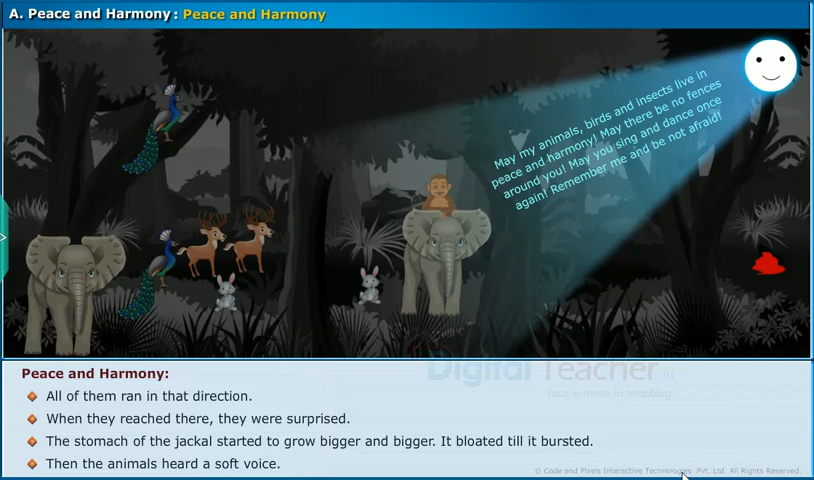 A. Peace and Harmony : Peace and Harmony
May my animals, birds and insects live in
peace and harmony! May there be no fences
around you! May you sing and dance once
again! Remember me and be not afraid!
Peace and Harmony:
All of them ran in that direction.
When they reached there, they were surprised.
The stomach of the jackal started to grow bigger and bigger. It bloated till it bursted.
Then the animals heard a soft voice.
Digital Teacher.in
Your e-mate in teaching
© Code and Pixels Interactive Technologies Pvt. Ltd. All Rights Reserved.